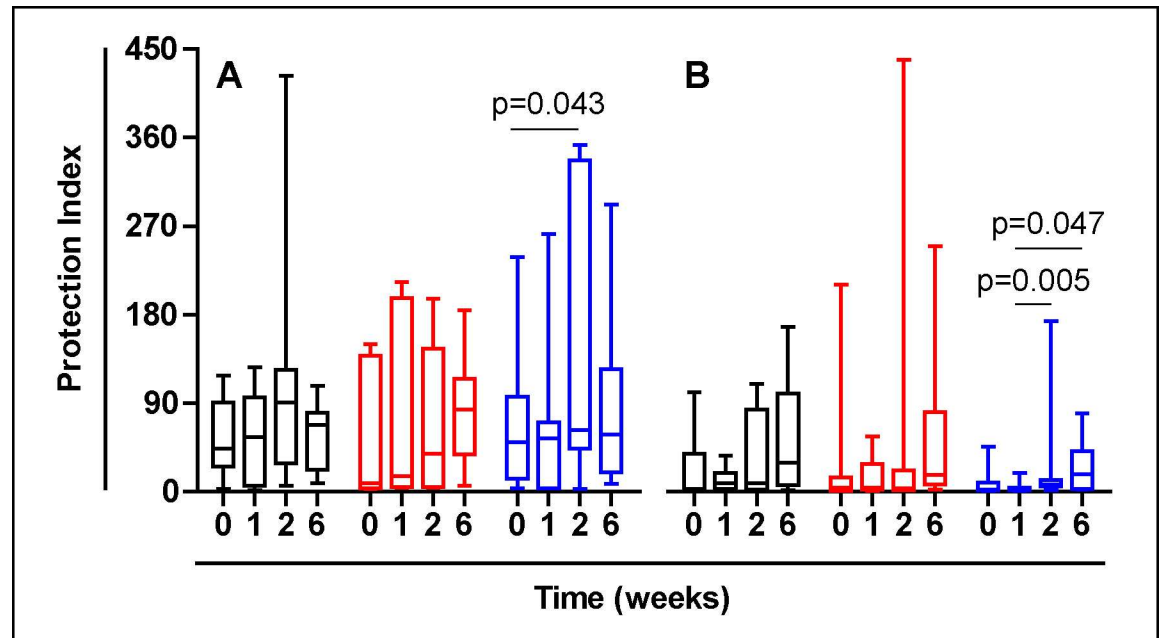 450
A
B
p=0.043
360
270
p=0.047
p=0.005
180
90
0
Protection Index
0 1 2 6 0 1 2 6 0 1 2 6 0 1 2 6 0 1 2 6 0 1 2 6
Time (weeks)